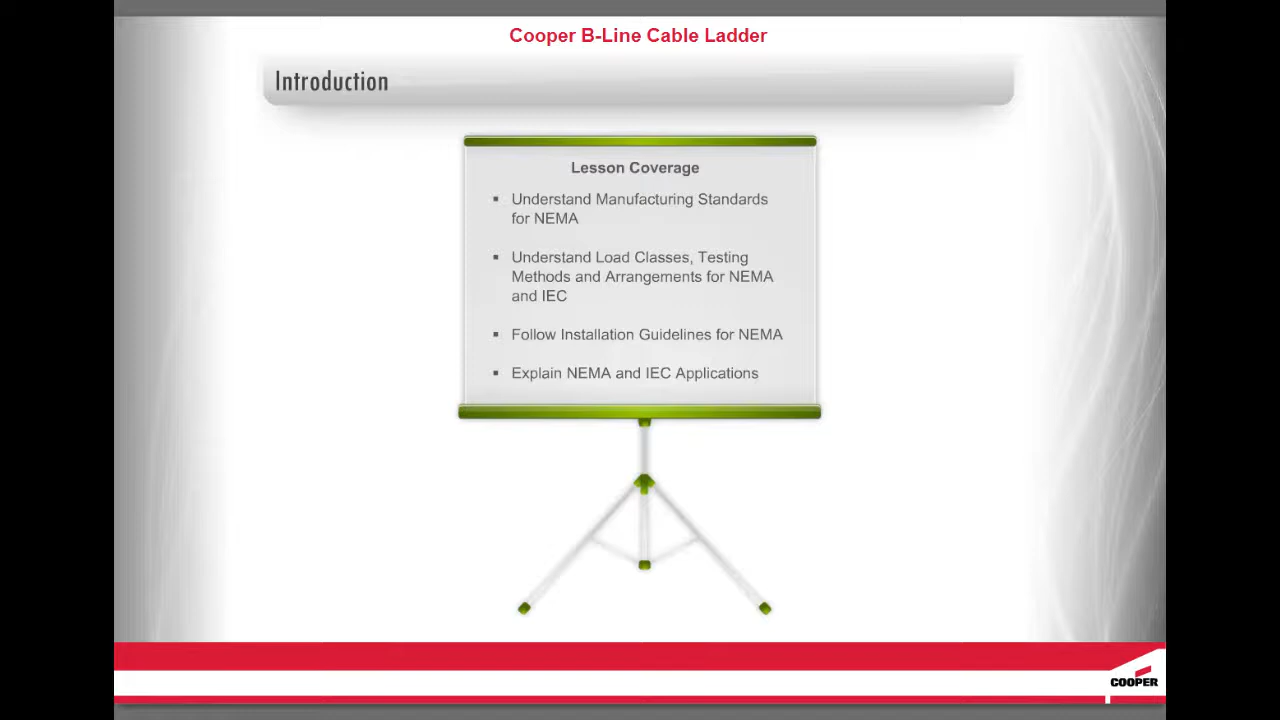 Cooper B-Line Cable Ladder
Introduction
Lesson Coverage
▪ Understand Manufacturing Standards
for NEMA
▪ Understand Load Classes, Testing
Methods and Arrangements for NEMA
and IEC
▪ Follow Installation Guidelines for NEMA
▪ Explain NEMA and IEC Applications
COOPER